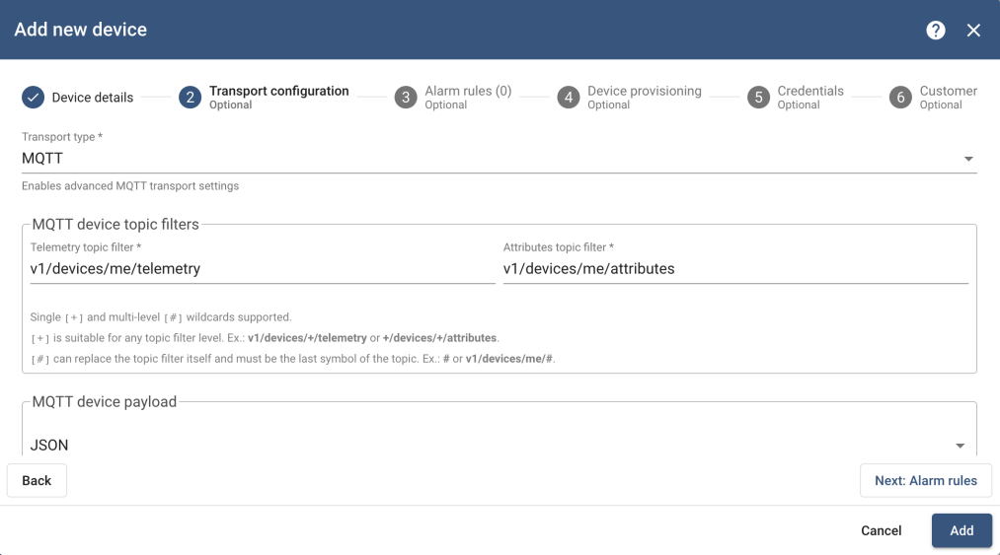 Add new device
Device details
2
Transport configuration
Optional
3
Alarm rules (0)
Optional
4
Device provisioning
Optional
5
Credentials
Optional
6
Customer
Optional
Transport type *
MQTT
Enables advanced MQTT transport settings
MQTT device topic filters
Telemetry topic filter *
v1/devices/me/telemetry
Attributes topic filter *
v1/devices/me/attributes
Single [+] and multi-level [#] wildcards supported.
[+] is suitable for any topic filter level. Ex.: v1/devices/+/telemetry or +/devices/+/attributes.
[#] can replace the topic filter itself and must be the last symbol of the topic. Ex.: # or v1/devices/me/#.
MQTT device payload
JSON
Back
Next: Alarm rules
Cancel
Add